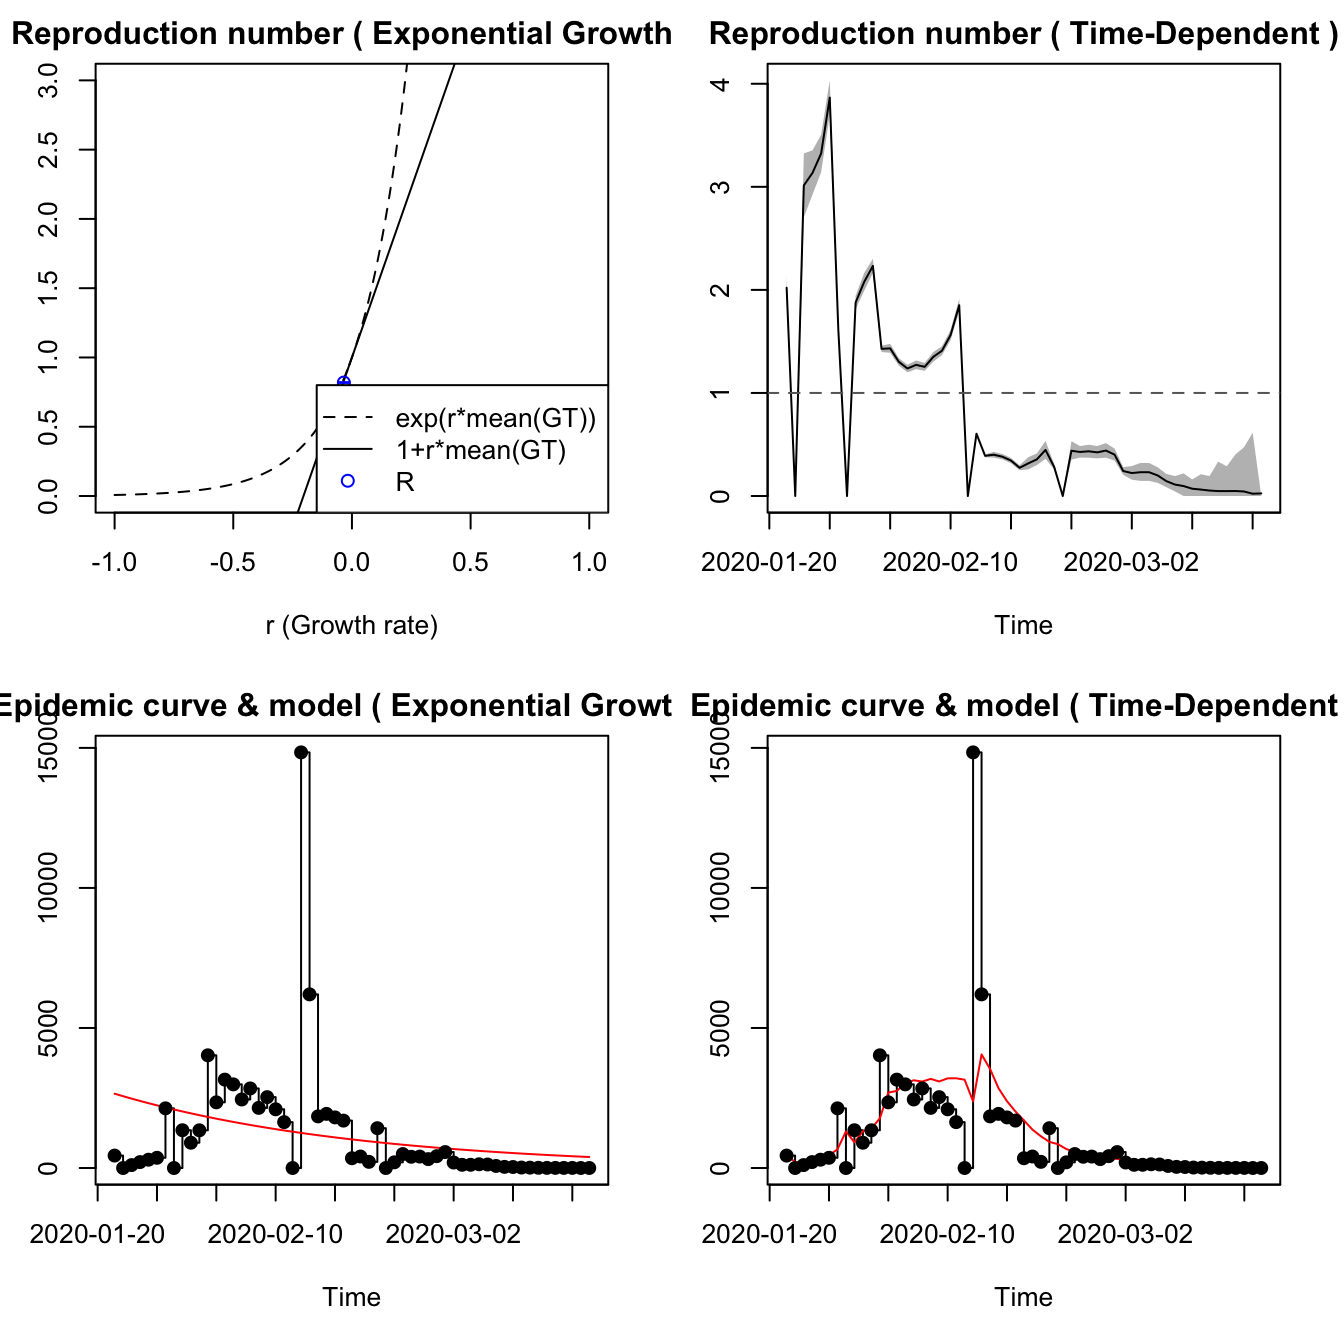 Reproduction number ( Exponential Growth
3.0
2.5
2.0
1.5
1.0
0.5
0.0
exp(r*mean(GT))
1+r*mean(GT)
R
-1.0 -0.5 0.0 0.5 1.0
r (Growth rate)
Reproduction number ( Time-Dependent )
4
3
2
1
0
2020-01-20 2020-02-10 2020-03-02
Time
Epidemic curve & model ( Exponential Growt
15000
10000
5000
0
2020-01-20 2020-02-10 2020-03-02
Time
Epidemic curve & model ( Time-Dependent
15000
10000
5000
0
2020-01-20 2020-02-10 2020-03-02
Time